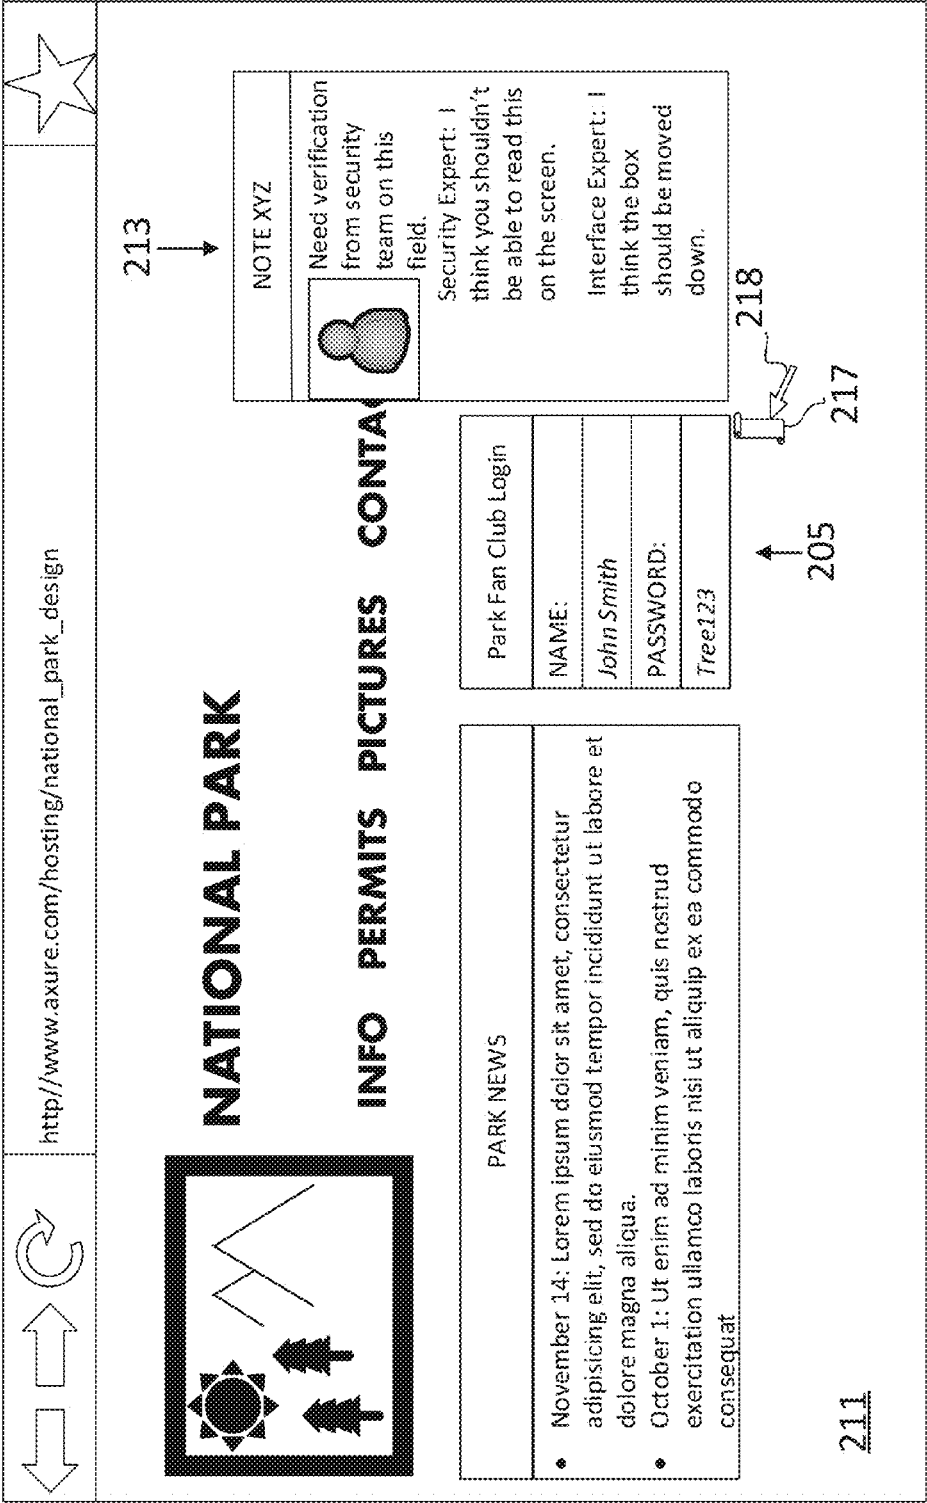 http//www.axure.com/hosting/national_park_design
213
NATIONAL PARK
INFO PERMITS PICTURES CONTAC
NOTE XYZ
Need verification
from security
team on this
field.
Security Expert: I
think you shouldn't
be able to read this
on the screen.
Interface Expert: I
think the box
should be moved
down.
PARK NEWS
• November 14: Lorem ipsum dolor sit amet, consectetur
adipisicing elit, sed do eiusmod tempor incididunt ut labore et
dolore magna aliqua.
• October 1: Ut enim ad minim veniam, quis nostrud
exercitation ullamco laboris nisi ut aliquip ex ea commodo
consequat
Park Fan Club Login
NAME:
John Smith
PASSWORD:
Tree123
218
217
205
211